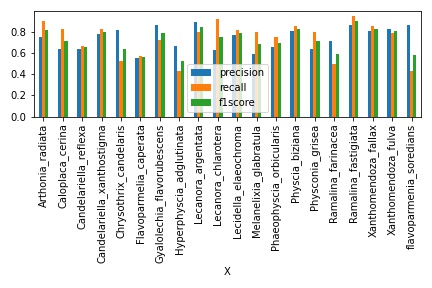 0.8
0.6
0.4
0.2
0.0
precision
recall
f1score
Arthonia_radiata
Caloplaca_cerina
Candelariella_reflexa
Candelariella_xanthostigma
Chrysothrix_candelaris
Flavoparmelia_caperata
Gyalolechia_flavorubescens
Hyperphyscia_adglutinata
Lecanora_argentata
Lecanora_chlarotera
Lecidella_elaeochroma
Melanelixia_glabratula
Phaeophyscia_orbicularis
Physcia_biziana
Physconia_grisea
Ramalina_farinacea
Ramalina_fastigiata
Xanthomendoza_fallax
Xanthomendoza_fulva
flavoparmenia_soredians
X